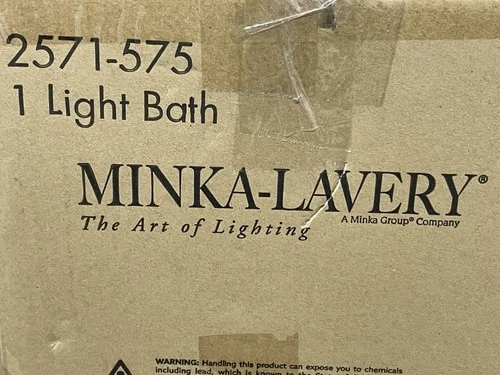 2571-575
1 Light Bath
MINKA-LAVERY®
The Art of Lighting
A Minka Group® Company
WARNING: Handling this product can expose you to chemicals
including lead, which is known to the State